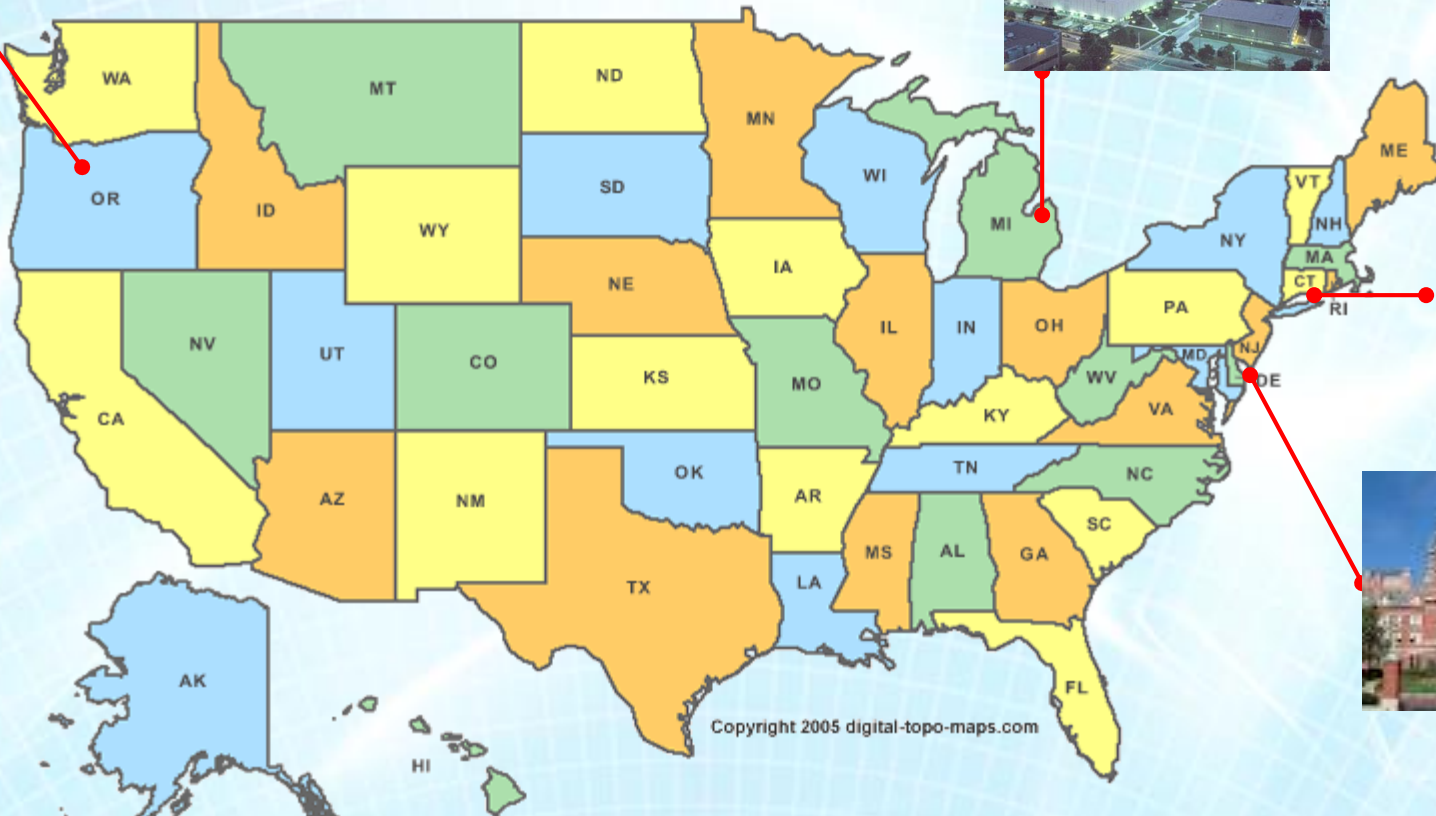 WA
MT
ND
MN
ME
OR
ID
SD
WI
VT
NH
WY
MI
NY
MA
IA
CT
NE
PA
RI
NV
UT
CO
IL
IN
OH
NJ
MD
KS
MO
WV
DE
CA
KY
VA
OK
TN
NC
AZ
NM
AR
SC
MS
AL
GA
TX
LA
AK
FL
Copyright 2005 digital-topo-maps.com
HI